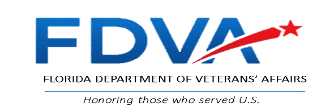 FDVA
FLORIDA DEPARTMENT OF VETERANS' AFFAIRS
Honoring those who served U.S.